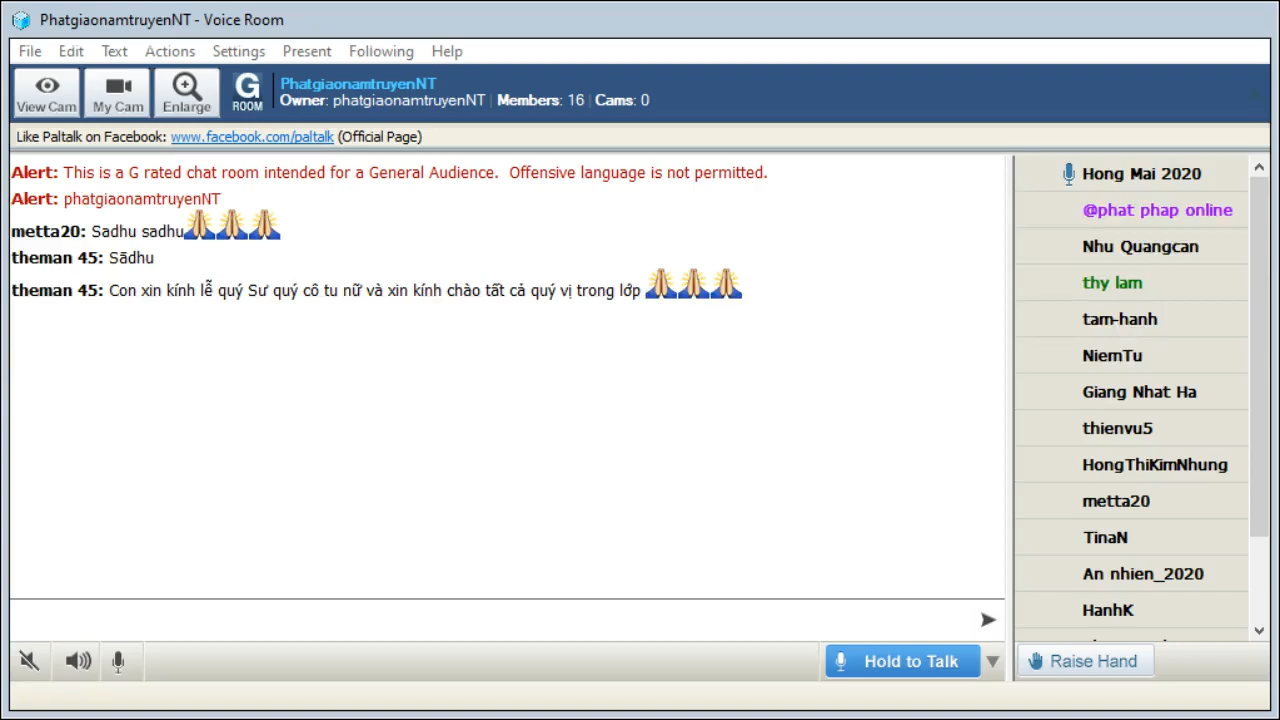 PhatgiaonamtruyenNT - Voice Room
File Edit Text Actions Settings Present Following Help
View Cam My Cam Enlarge G ROOM
PhatgiaonamtruyenNT
Owner: phatgiaonamtruyenNT | Members: 16 | Cams: 0
Like Paltalk on Facebook: www.facebook.com/paltalk (Official Page)
Alert: This is a G rated chat room intended for a General Audience. Offensive language is not permitted.
Alert: phatgiaonamtruyenNT
metta20: Sadhu sadhu
theman 45: Sādhu
theman 45: Con xin kính lễ quý Sư quý cô tu nữ và xin kính chào tất cả quý vị trong lớp
Hong Mai 2020
@phat phap online
Nhu Quangcan
thy lam
tam-hanh
NiemTu
Giang Nhat Ha
thienvu5
HongThiKimNhung
metta20
TinaN
An nhien_2020
HanhK
Hold to Talk
Raise Hand